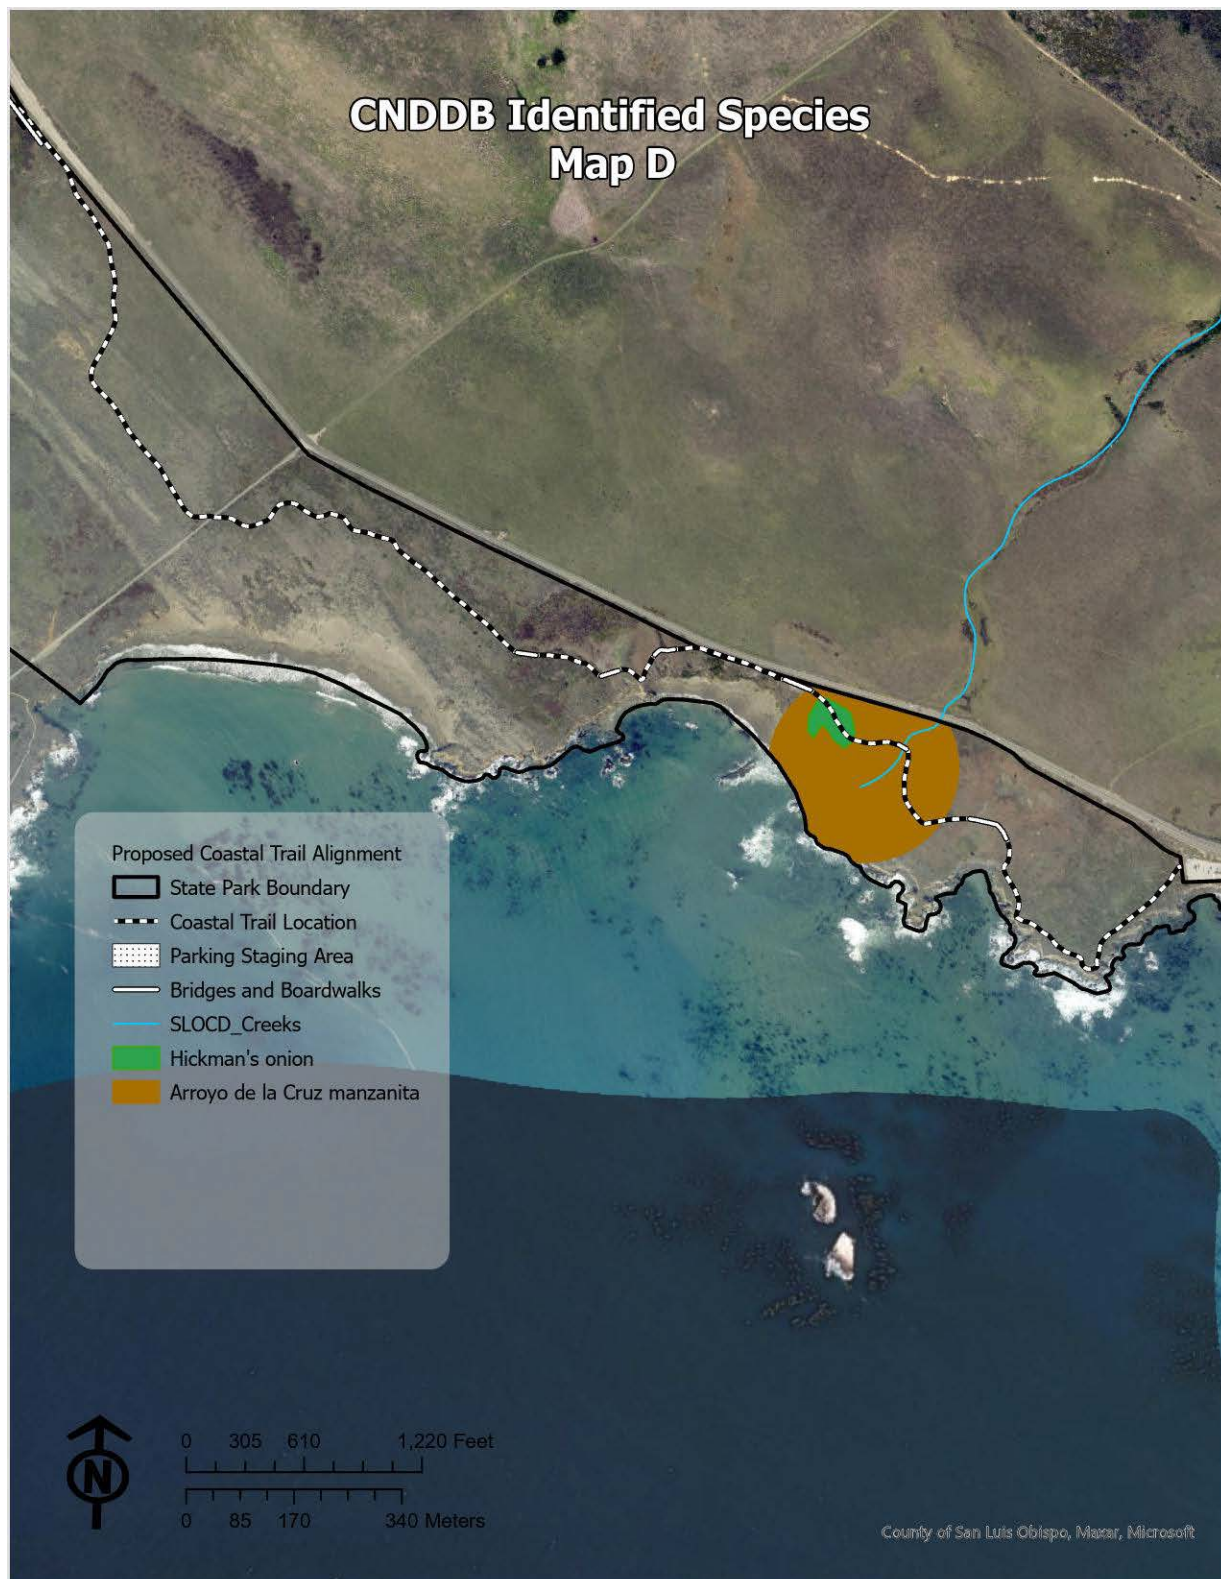 CNDDB Identified Species
Map D
Proposed Coastal Trail Alignment
State Park Boundary
Coastal Trail Location
Parking Staging Area
Bridges and Boardwalks
SLOCD_Creeks
Hickman's onion
Arroyo de la Cruz manzanita
0 305 610 1,220 Feet
N
0 85 170 340 Meters
County of San Luis Obispo, Maxar, Microsoft